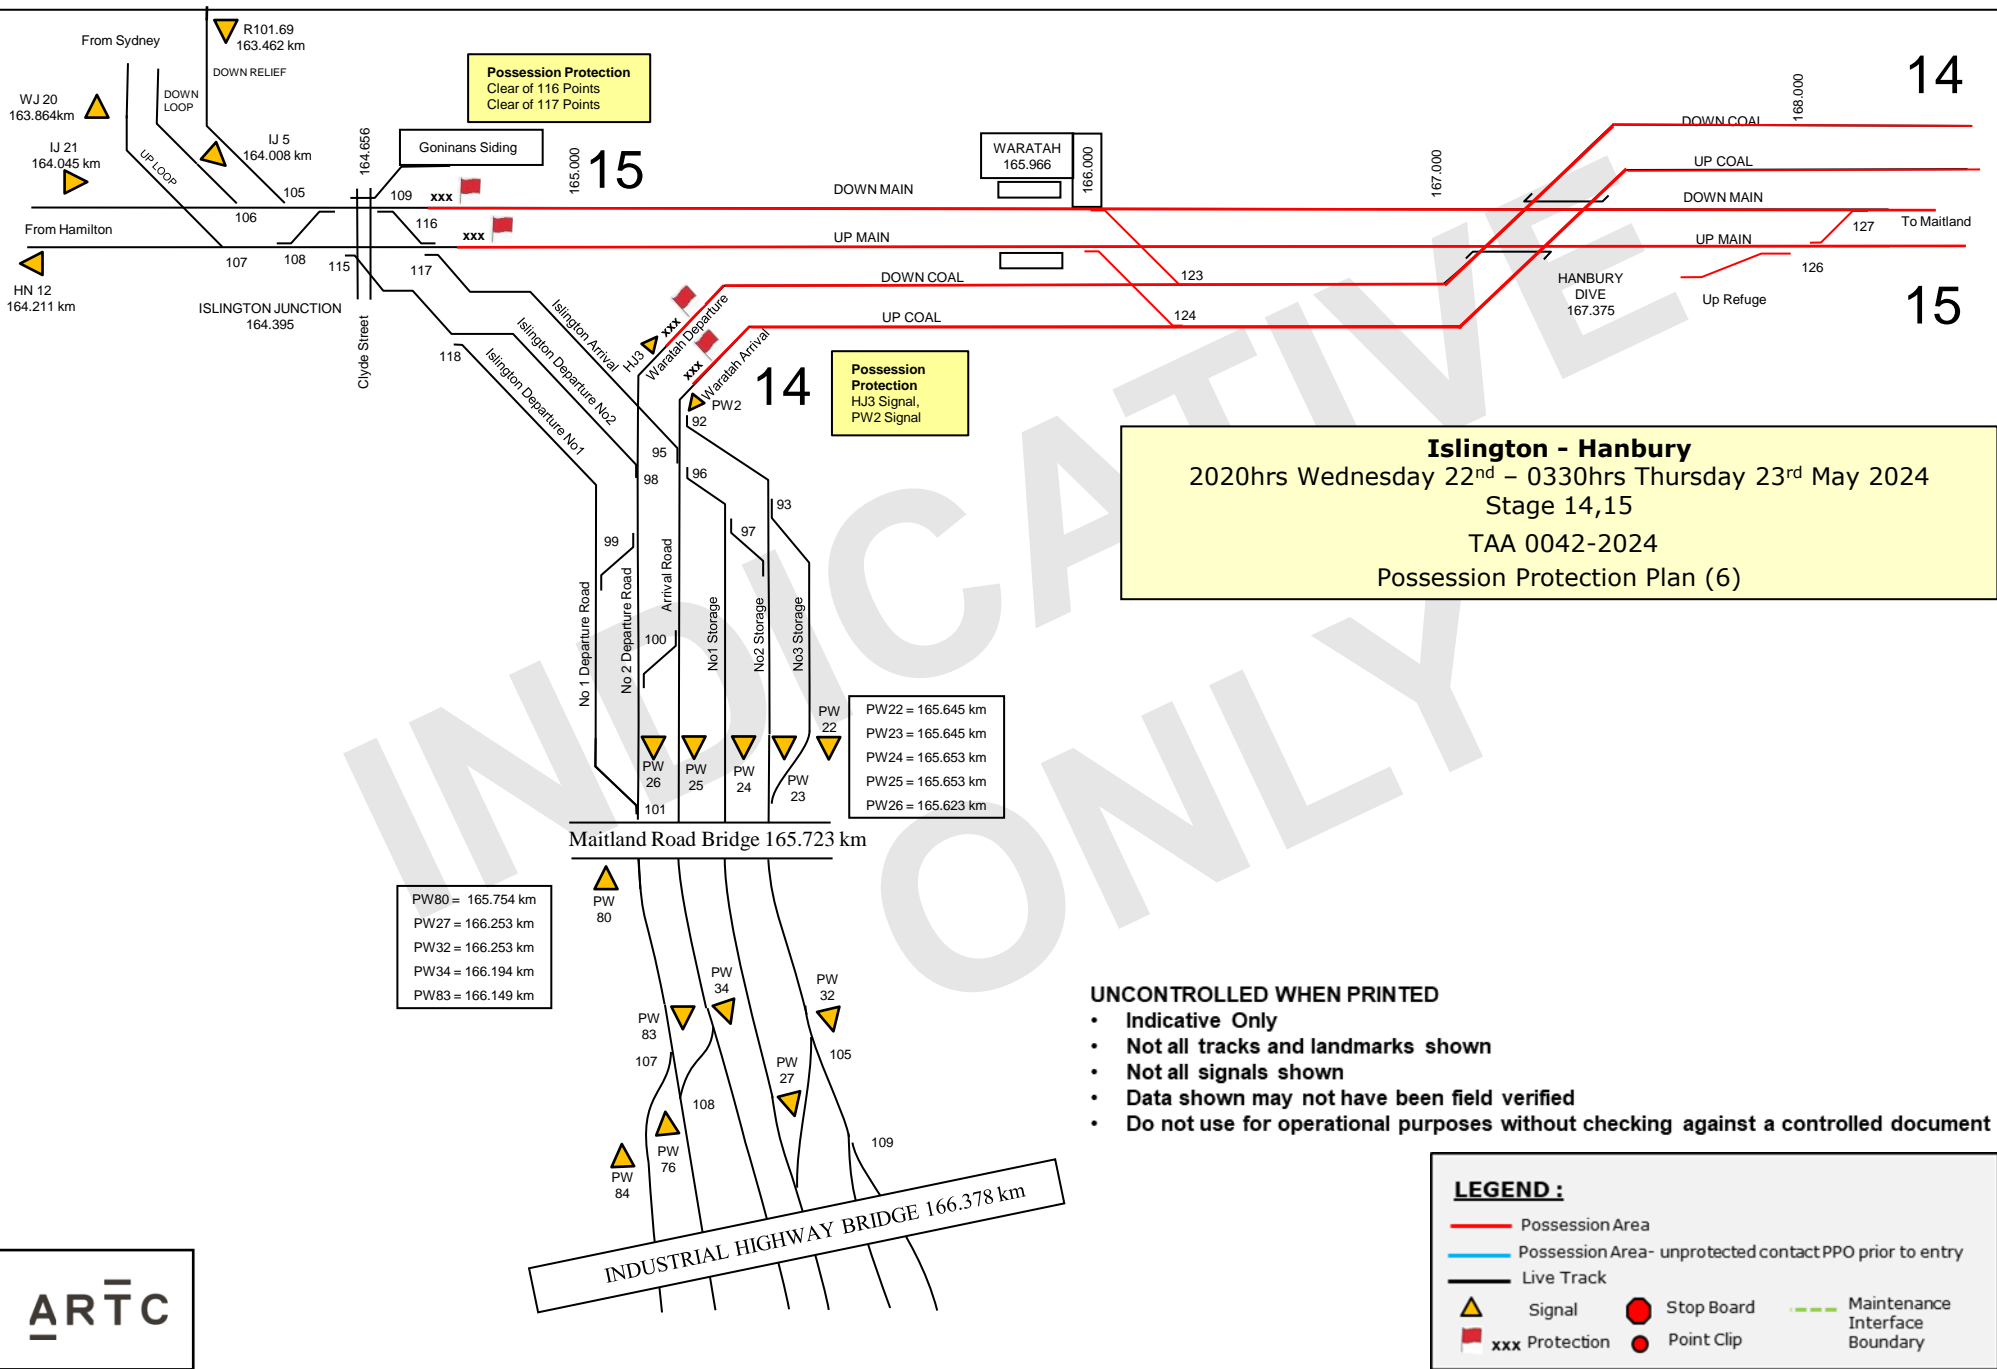 R101.69
163.462 km
From Sydney
DOWN RELIEF
Possession Protection
Clear of 116 Points
Clear of 117 Points
14
WJ 20
163.864km
DOWN
LOOP
IJ 5
164.008 km
IJ 21
164.045 km
UP LOOP
164.656
Goninans Siding
165.000
15
WARATAH
165.966
166.000
167.000
168.000
DOWN COAL
UP COAL
105
109
xxx
DOWN MAIN
DOWN MAIN
106
116
127
To Maitland
From Hamilton
xxx
UP MAIN
UP MAIN
107
108
115
117
123
126
HN 12
164.211 km
ISLINGTON JUNCTION
164.395
Clyde Street
DOWN COAL
HANBURY
DIVE
167.375
Up Refuge
15
UP COAL
124
118
Islington Arrival
Islington Departure No2
Islington Departure No1
HJ3
xxx
Waratah Departure
xxx
Waratah Arrival
14
Possession
Protection
HJ3 Signal,
PW2 Signal
PW2
92
95
96
98
93
97
99
100
No 1 Departure Road
No 2 Departure Road
Arrival Road
No1 Storage
No2 Storage
No3 Storage
Islington - Hanbury
2020hrs Wednesday 22nd – 0330hrs Thursday 23rd May 2024
Stage 14,15
TAA 0042-2024
Possession Protection Plan (6)
INDICATIVE
ONLY
PW
22
PW
26
PW
25
PW
24
PW
23
PW22 = 165.645 km
PW23 = 165.645 km
PW24 = 165.653 km
PW25 = 165.653 km
PW26 = 165.623 km
101
Maitland Road Bridge 165.723 km
PW
80
PW80 = 165.754 km
PW27 = 166.253 km
PW32 = 166.253 km
PW34 = 166.194 km
PW83 = 166.149 km
PW
34
PW
32
PW
83
107
105
PW
27
108
109
PW
76
PW
84
INDUSTRIAL HIGHWAY BRIDGE 166.378 km
UNCONTROLLED WHEN PRINTED
• Indicative Only
• Not all tracks and landmarks shown
• Not all signals shown
• Data shown may not have been field verified
• Do not use for operational purposes without checking against a controlled document
LEGEND :
Possession Area
Possession Area- unprotected contact PPO prior to entry
Live Track
Signal
Stop Board
Maintenance
Interface
Boundary
xxx Protection
Point Clip
ARTC